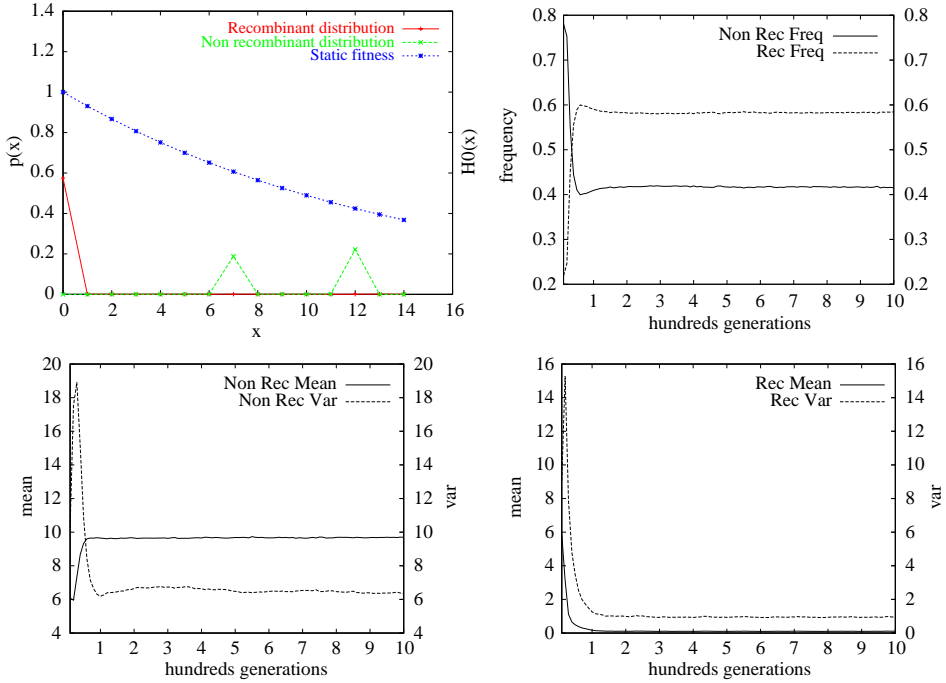 Recombinant distribution
Non recombinant distribution
Static fitness
1.4
1.2
1
0.8
0.6
0.4
0.2
0
p(x)
H0(x)
0 2 4 6 8 10 12 14 16
x
Non Rec Freq
Rec Freq
0.8
0.7
0.6
0.5
0.4
0.3
0.2
frequency
0.8
0.7
0.6
0.5
0.4
0.3
0.2
1 2 3 4 5 6 7 8 9 10
hundreds generations
Non Rec Mean
Non Rec Var
20
18
16
14
12
10
8
6
4
mean
20
18
16
14
12
10
8
6
4
var
1 2 3 4 5 6 7 8 9 10
hundreds generations
Rec Mean
Rec Var
16
14
12
10
8
6
4
2
0
mean
16
14
12
10
8
6
4
2
0
var
1 2 3 4 5 6 7 8 9 10
hundreds generations